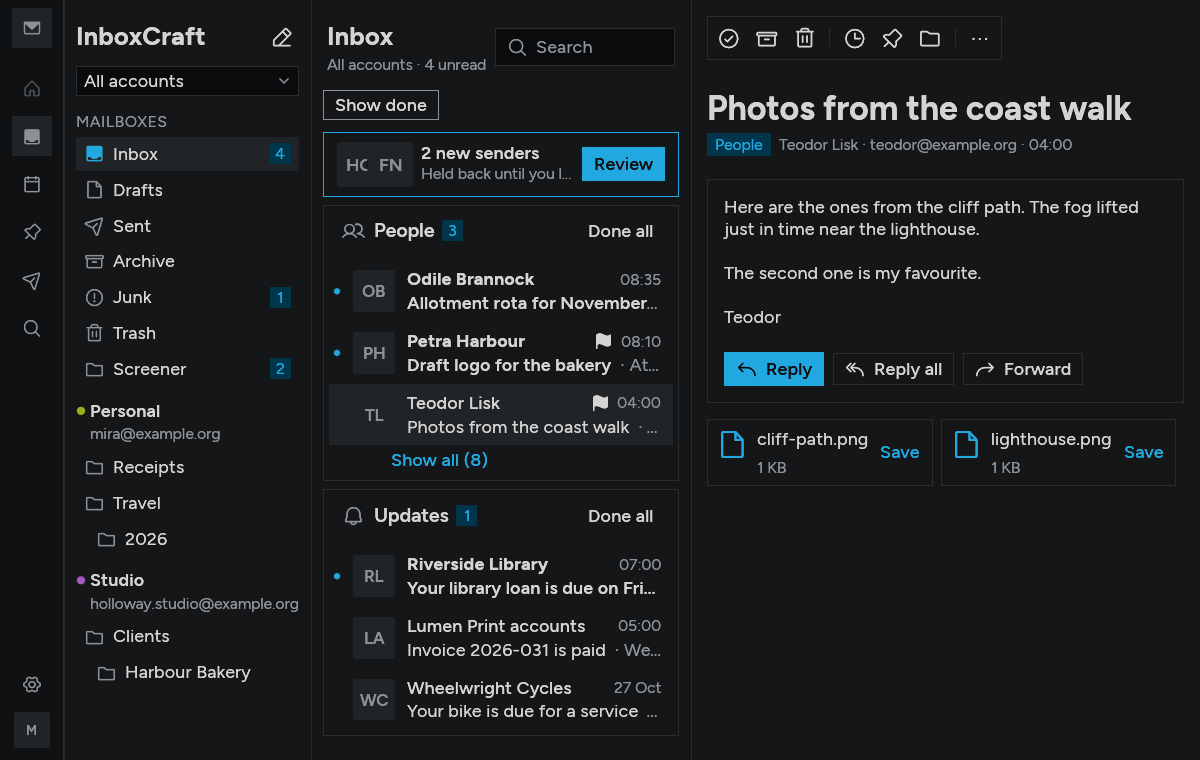 InboxCraft
All accounts
MAILBOXES
Inbox 4
Drafts
Sent
Archive
Junk 1
Trash
Screener 2
Personal
mira@example.org
Receipts
Travel
2026
Studio
holloway.studio@example.org
Clients
Harbour Bakery
M
Inbox
All accounts · 4 unread
Search
Show done
HC FN
2 new senders
Held back until you l...
Review
People 3
Done all
OB
Odile Brannock 08:35
Allotment rota for November...
PH
Petra Harbour 08:10
Draft logo for the bakery · At...
TL
Teodor Lisk 04:00
Photos from the coast walk · ...
Show all (8)
Updates 1
Done all
RL
Riverside Library 07:00
Your library loan is due on Fri...
LA
Lumen Print accounts 05:00
Invoice 2026-031 is paid · We...
WC
Wheelwright Cycles 27 Oct
Your bike is due for a service ...
Photos from the coast walk
People Teodor Lisk · teodor@example.org · 04:00
Here are the ones from the cliff path. The fog lifted
just in time near the lighthouse.
The second one is my favourite.
Teodor
Reply
Reply all
Forward
cliff-path.png
1 KB
Save
lighthouse.png
1 KB
Save